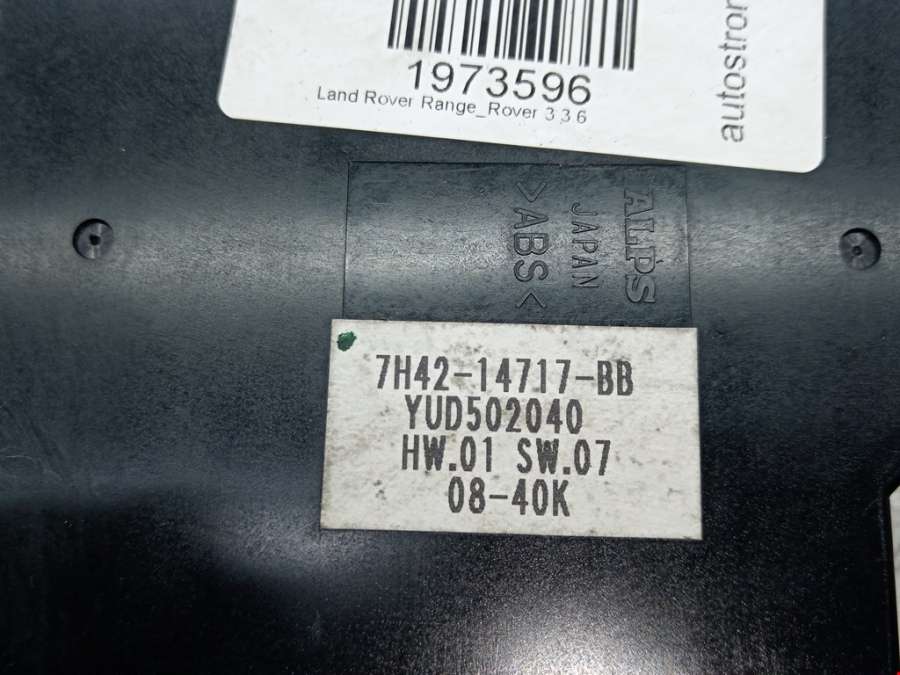 1973596
Land Rover Range_Rover 3 3 6
autostron
ALPS
JAPAN
>ABS<
7H42-14717-BB
YUD502040
HW.01 SW.07
08-40K